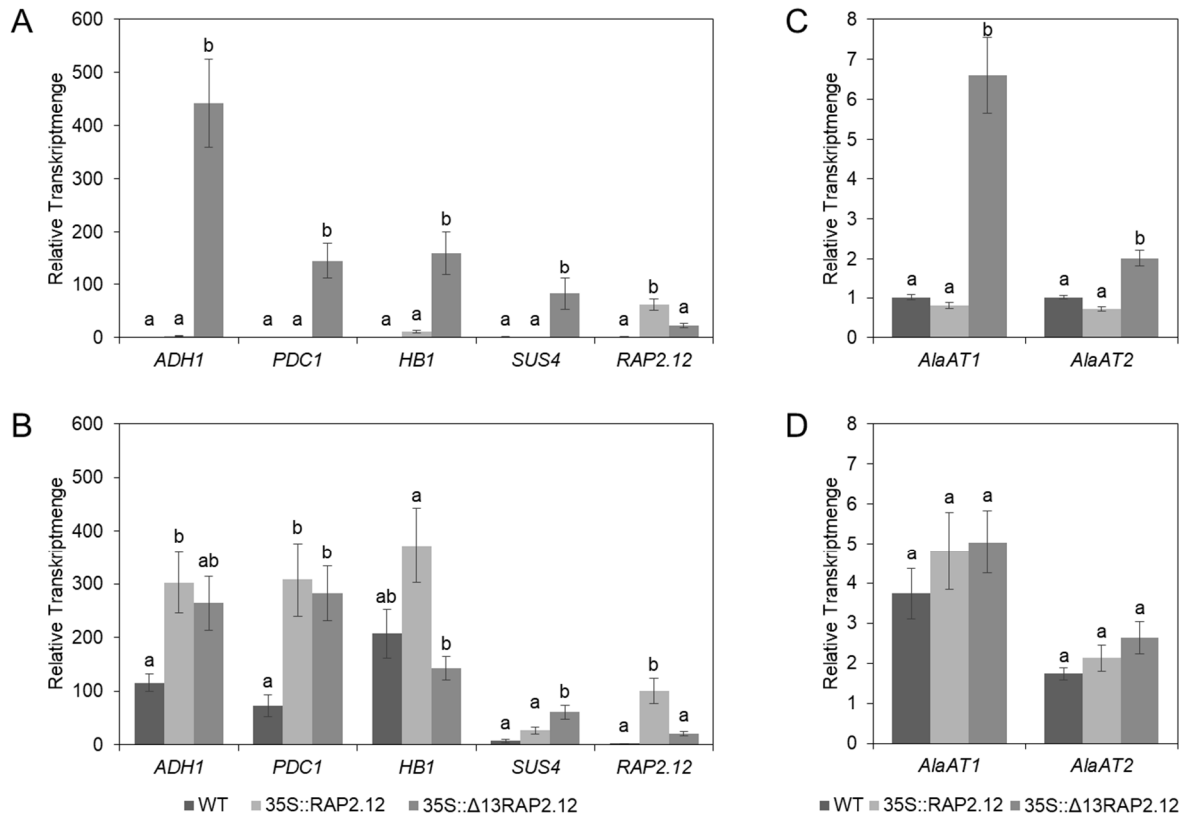 A
Relative Transkriptmenge
600
500
400
300
200
100
0
a a b
a a b
a a b
a a b
a b a
ADH1 PDC1 HB1 SUS4 RAP2.12
C
Relative Transkriptmenge
8
7
6
5
4
3
2
1
0
a a b
a a b
AlaAT1 AlaAT2
B
Relative Transkriptmenge
600
500
400
300
200
100
0
a b ab
a b b
ab a b
a a b
a b a
ADH1 PDC1 HB1 SUS4 RAP2.12
WT 35S::RAP2.12 35S::Δ13RAP2.12
D
Relative Transkriptmenge
8
7
6
5
4
3
2
1
0
a a a
a a a
AlaAT1 AlaAT2
WT 35S::RAP2.12 35S::Δ13RAP2.12